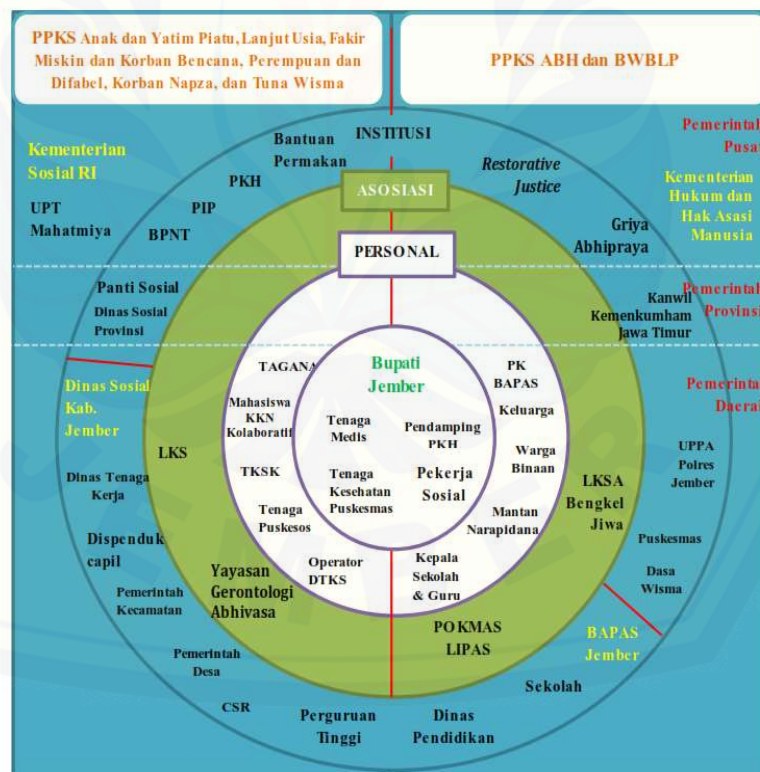 PPKS Anak dan Yatim Piatu, Lanjut Usia, Fakir
Miskin dan Korban Bencana, Perempuan dan
Difabel, Korban Napza, dan Tuna Wisma
PPKS ABH dan BWBLP
INSTITUSI
Bantuan
Permakan
Restorative
Justice
Pemerintah
Pusat
Kementerian
Sosial RI
PKH
ASOSIASI
Kementerian
Hukum dan
Hak Asasi
Manusia
UPT
Mahatmiya
PIP
BPNT
Griya
Abhipraya
PERSONAL
Panti Sosial
Dinas Sosial
Provinsi
Kanwil
Kemenkumham
Jawa Timur
Pemerintah
Provinsi
TAGANA
Bupati
Jember
PK
BAPAS
Pemerintah
Daerah
Dinas Sosial
Kab.
Jember
Mahasiswa
KKN
Kolaboratif
Tenaga
Medis
Pendamping
PKH
Keluarga
LKS
TKSK
Tenaga
Kesehatan
Puskesmas
Pekerja
Sosial
Warga
Binaan
UPPA
Polres
Jember
Dinas Tenaga
Kerja
Tenaga
Puskesos
Mantan
Narapidana
LKSA
Bengkel
Jiwa
Dispenduk
capil
Operator
DTKS
Kepala
Sekolah
& Guru
Puskesmas
Dasa
Wisma
Pemerintah
Kecamatan
Yayasan
Gerontologi
Abhivasa
POKMAS
LIPAS
BAPAS
Jember
Pemerintah
Desa
Sekolah
CSR
Perguruan
Tinggi
Dinas
Pendidikan